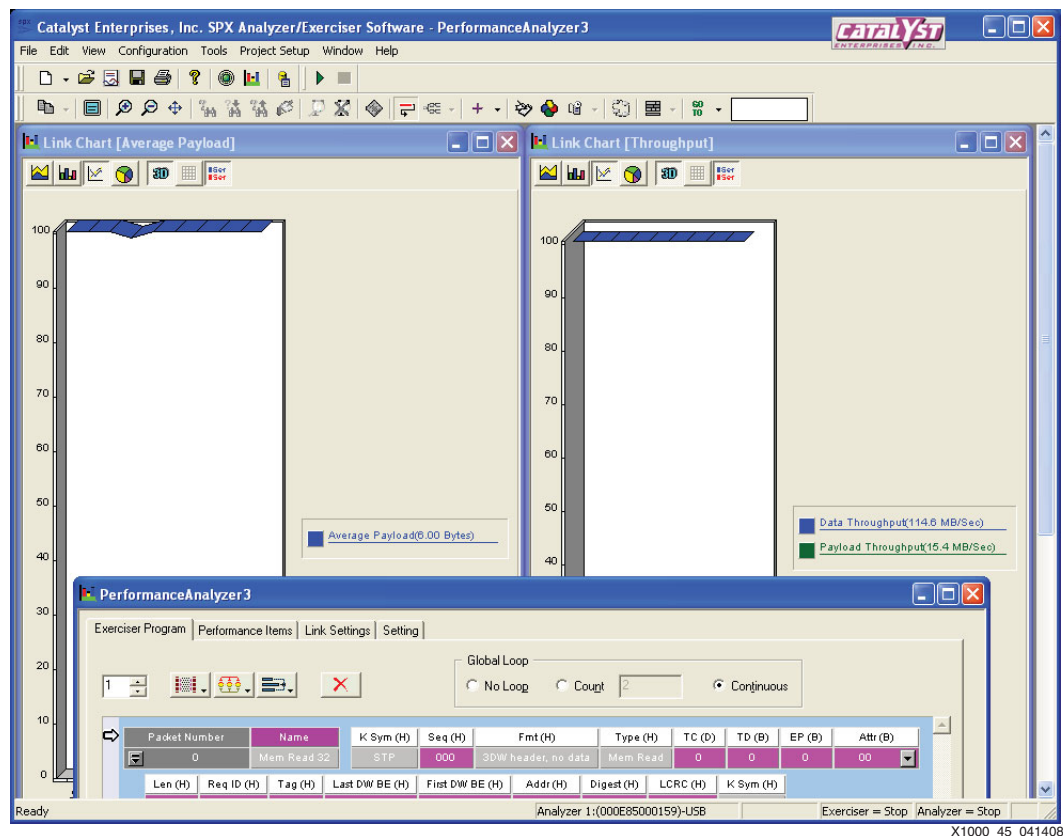 Catalyst Enterprises, Inc. SPX Analyzer/Exerciser Software - PerformanceAnalyzer3
CATALYST
ENTERPRISES INC.
File Edit View Configuration Tools Project Setup Window Help
Link Chart [Average Payload]
Link Chart [Throughput]
3D
3D
100
90
80
70
60
50
40
30
20
10
0
Average Payload(6.00 Bytes)
100
90
80
70
60
50
40
Data Throughput(114.6 MB/Sec)
Payload Throughput(15.4 MB/Sec)
PerformanceAnalyzer3
Exerciser Program Performance Items Link Settings Setting
Global Loop
1 No Loop Count 2 Continuous
Packet Number Name K Sym (H) Seq (H) Fmt (H) Type (H) TC (D) TD (B) EP (B) Attr (B)
0 Mem Read 32 STP 000 3DW header, no data Mem Read 0 0 0 00
Len (H) Req ID (H) Tag (H) Last DW BE (H) First DW BE (H) Addr (H) Digest (H) LCRC (H) K Sym (H)
Ready Analyzer 1:(000E85000159)-USB Exerciser = Stop Analyzer = Stop
X1000_45_041408